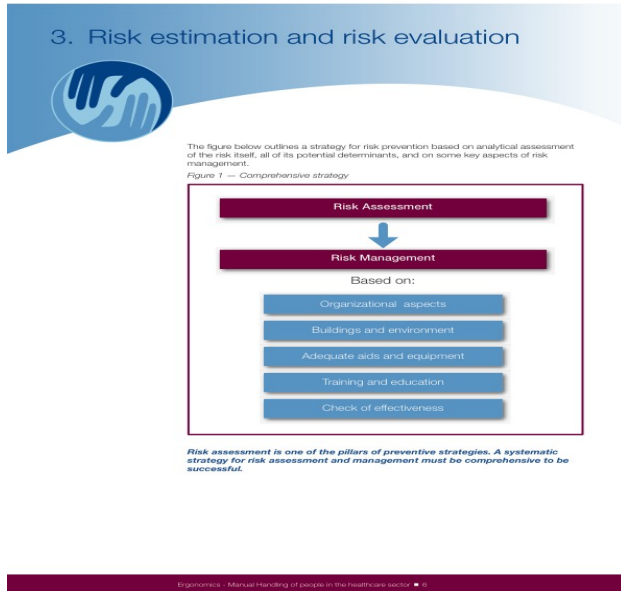 3. Risk estimation and risk evaluation
The figure below outlines a strategy for risk prevention based on analytical assessment
of the risk itself, all of its potential determinants, and on some key aspects of risk
management.
Figure 1 — Comprehensive strategy
Risk Assessment
Risk Management
Based on:
Organizational aspects
Buildings and environment
Adequate aids and equipment
Training and education
Check of effectiveness
Risk assessment is one of the pillars of preventive strategies. A systematic
strategy for risk assessment and management must be comprehensive to be
successful.
Ergonomics - Manual Handling of people in the healthcare sector ■ 6